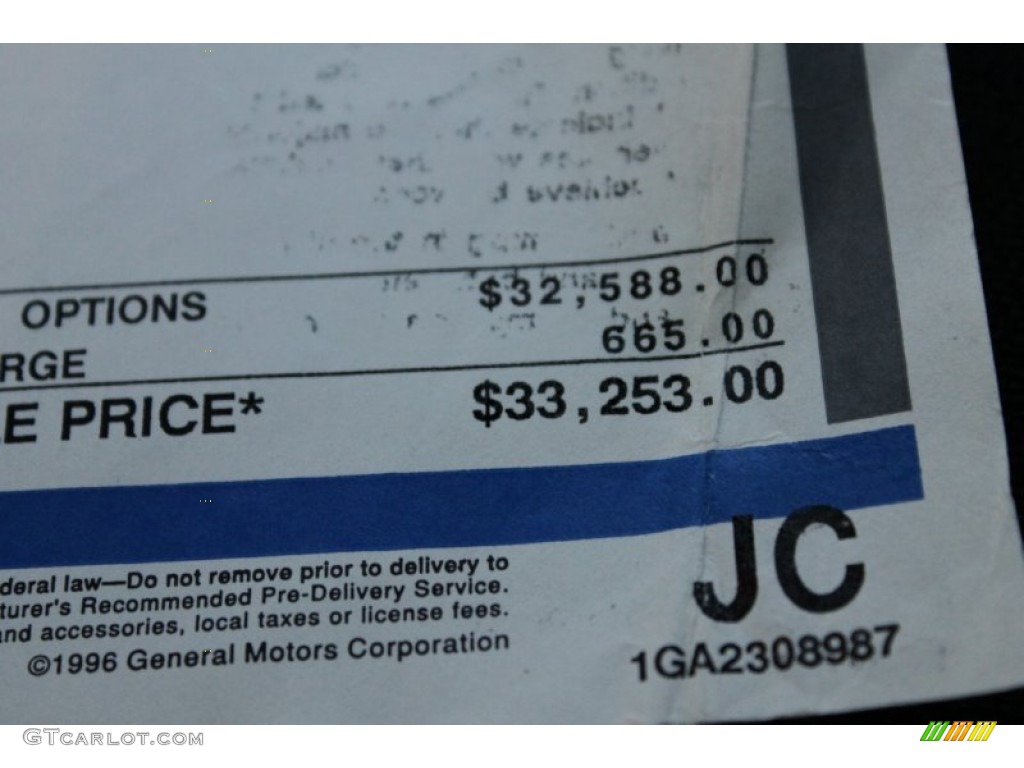 OPTIONS $32,588.00
RGE 665.00
E PRICE* $33,253.00
deral law—Do not remove prior to delivery to
turer's Recommended Pre-Delivery Service.
nd accessories, local taxes or license fees.
©1996 General Motors Corporation
JC
1GA2308987
GTCARLOT.COM